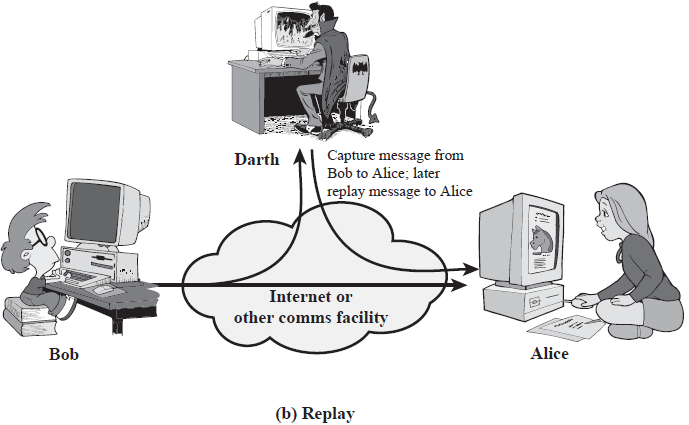 Darth
Capture message from
Bob to Alice; later
replay message to Alice
Internet or
other comms facility
Bob
Alice
(b) Replay